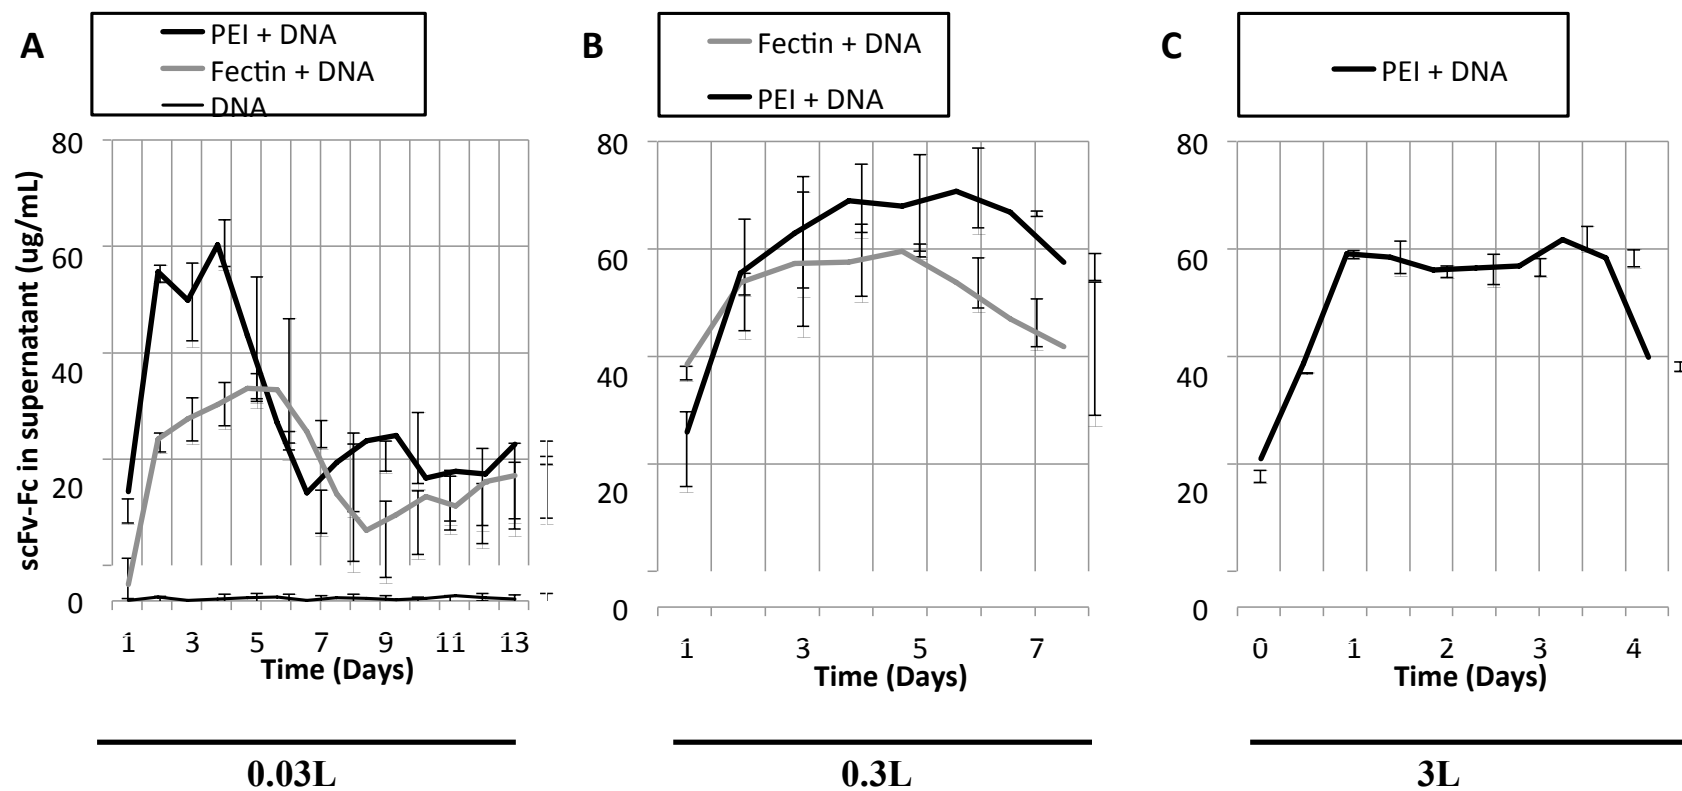 A
PEI + DNA
Fectin + DNA
DNA
scFv-Fc in supernatant (ug/mL)
80
60
40
20
0
1 3 5 7 9 11 13
Time (Days)
0.03L
B
Fectin + DNA
PEI + DNA
80
60
40
20
0
1 3 5 7
Time (Days)
0.3L
C
PEI + DNA
80
60
40
20
0
0 1 2 3 4
Time (Days)
3L